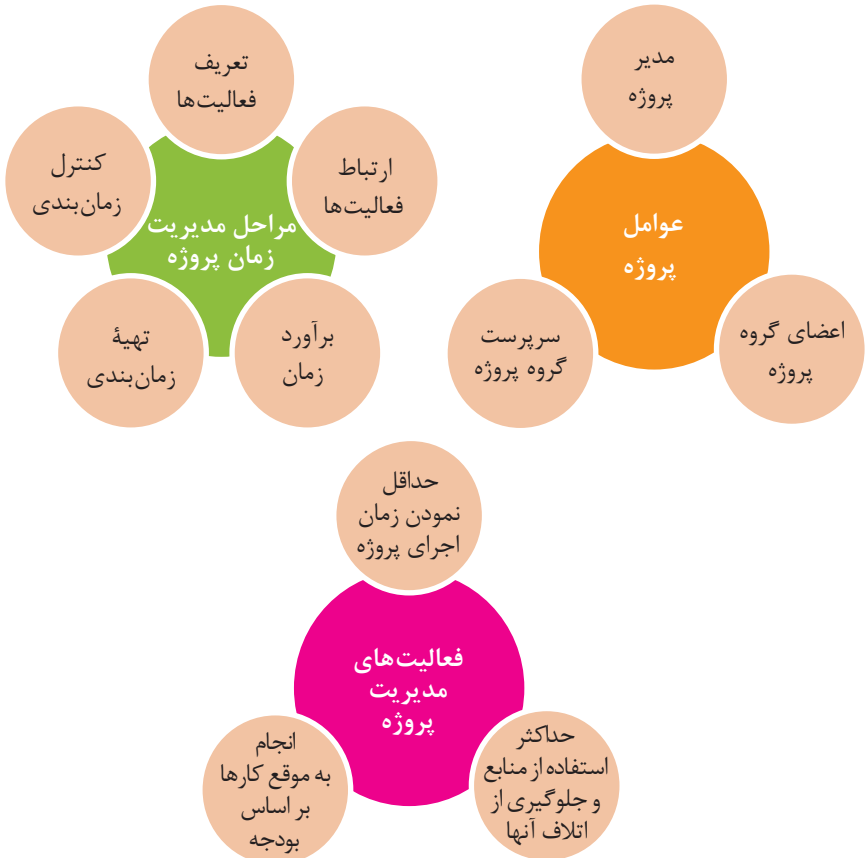 عوامل
پروژه
مدیر
پروژه
اعضای گروه
پروژه
سرپرست
گروه پروژه
مراحل مدیریت
زمان پروژه
تعریف
فعالیت‌ها
ارتباط
فعالیت‌ها
برآورد
زمان
تهیۀ
زمان‌بندی
کنترل
زمان‌بندی
فعالیت‌های
مدیریت
پروژه
حداقل
نمودن زمان
اجرای پروژه
حداکثر
استفاده از منابع
و جلوگیری از
اتلاف آنها
انجام
به موقع کارها
بر اساس
بودجه